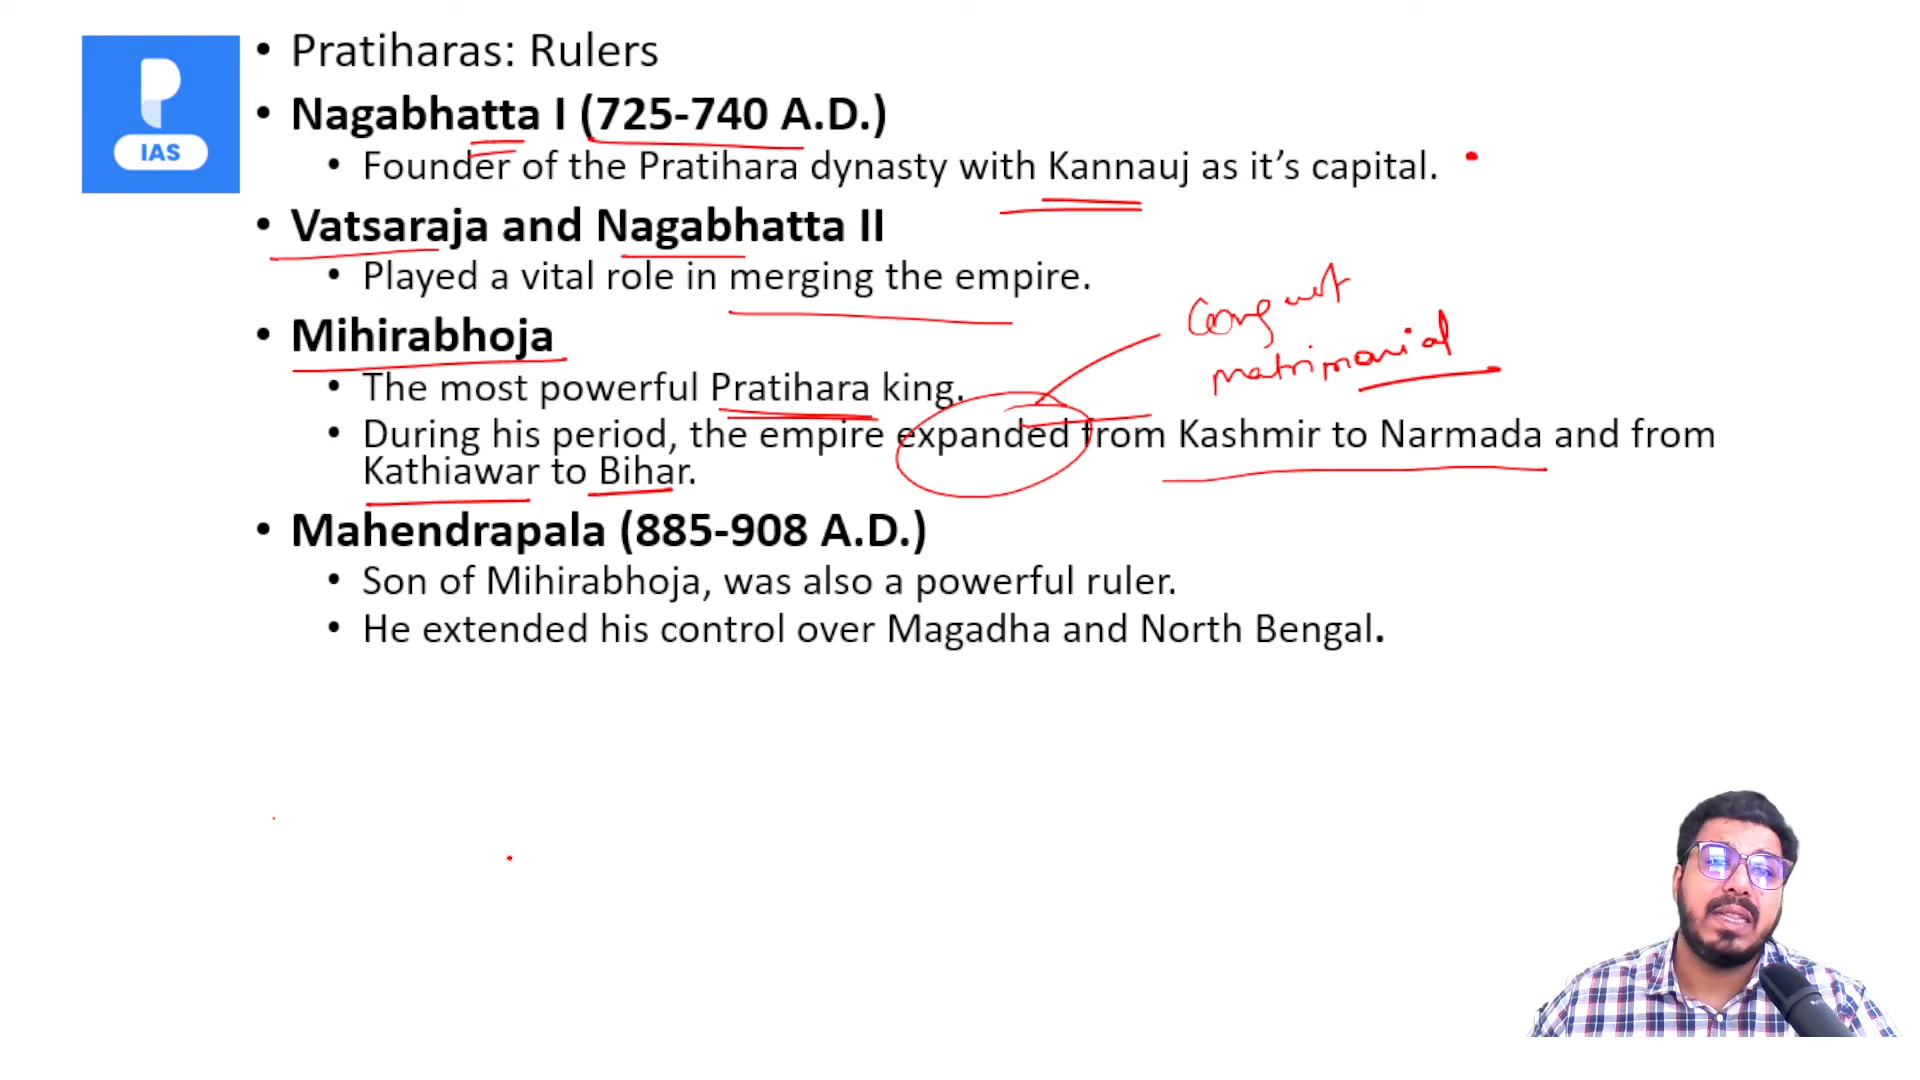 IAS
• Pratiharas: Rulers
• Nagabhatta I (725-740 A.D.)
• Founder of the Pratihara dynasty with Kannauj as it’s capital.
• Vatsaraja and Nagabhatta II
• Played a vital role in merging the empire.
• Mihirabhoja
• The most powerful Pratihara king.
• During his period, the empire expanded from Kashmir to Narmada and from
Kathiawar to Bihar.
matrimonial
• Mahendrapala (885-908 A.D.)
• Son of Mihirabhoja, was also a powerful ruler.
• He extended his control over Magadha and North Bengal.